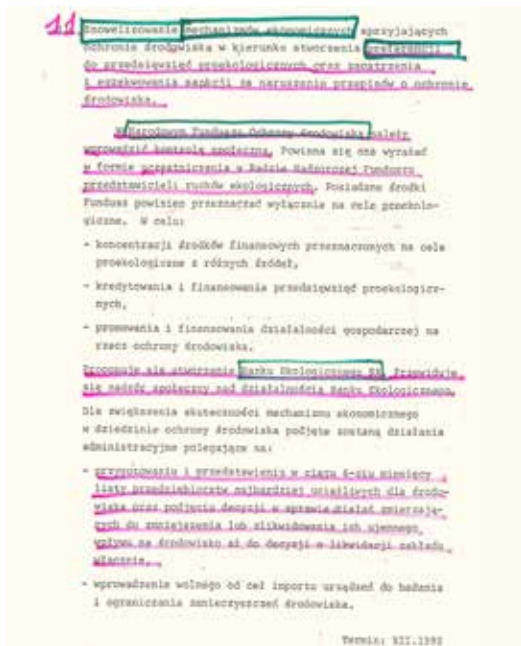 11 Znowelizowanie mechanizmów ekonomicznych sprzyjających
ochronie środowiska w kierunku stworzenia preferencji
do przedsięwzięć proekologicznych oraz zaostrzenia
i egzekwowania sankcji za naruszenie przepisów o ochronie
środowiska.
W Narodowym Funduszu Ochrony Środowiska należy
wprowadzić kontrolę społeczną. Powinna się ona wyrażać
w formie uczestniczenia w Radzie Nadzorczej Funduszu
przedstawicieli ruchów ekologicznych. Posiadane środki
Fundusz powinien przeznaczać wyłącznie na cele proekolo-
giczne. W celu:
- koncentracji środków finansowych przeznaczonych na cele
proekologiczne z różnych źródeł,
- kredytowania i finansowania przedsięwzięć proekologicz-
nych,
- promowania i finansowania działalności gospodarczej na
rzecz ochrony środowiska.
Proponuje się utworzenie Banku Ekologicznego SA. Przewiduje
się nadzór społeczny nad działalnością Banku Ekologicznego.
Dla zwiększenia skuteczności mechanizmu ekonomicznego
w dziedzinie ochrony środowiska podjęte zostaną działania
administracyjne polegające na:
- przygotowaniu i przedstawieniu w ciągu 6-ciu miesięcy
listy przedsiębiorstw najbardziej uciążliwych dla środo-
wiska oraz podjęciu decyzji w sprawie działań zmierzają-
cych do zmniejszenia lub zlikwidowania ich ujemnego
wpływu na środowisko aż do decyzji o likwidacji zakładu
włącznie,
- wprowadzenie wolnego od ceł importu urządzeń do badania
i ograniczania zanieczyszczeń środowiska.
Termin: XII.1992